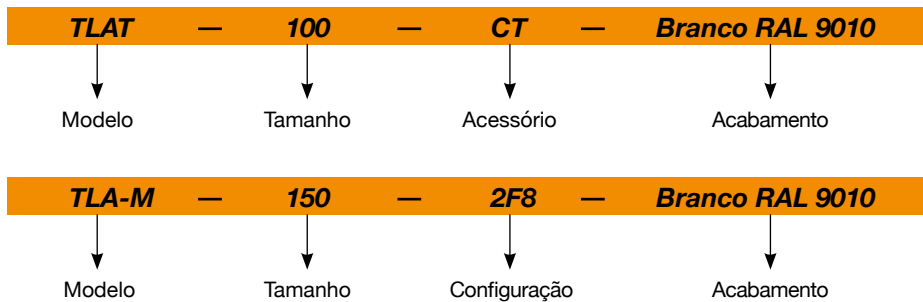 TLAT — 100 — CT — Branco RAL 9010
Modelo Tamanho Acessório Acabamento
TLA-M — 150 — 2F8 — Branco RAL 9010
Modelo Tamanho Configuração Acabamento